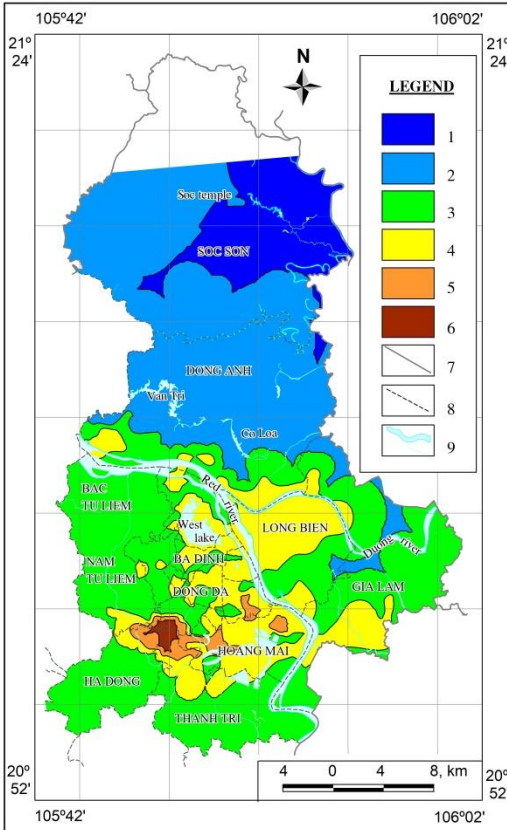 105º42'
106º02'
21º
24'
21º
24'
N
LEGEND
1
2
3
4
5
6
7
8
9
Soc temple
SOC SON
DONG ANH
Van Tri
Co Loa
BAC
TU LIEM
Red river
LONG BIEN
West
lake
Duong river
BA DINH
NAM
TU LIEM
DONG DA
GIA LAM
HOANG MAI
HA DONG
THANH TRI
4 0 4 8, km
20º
52'
20º
52'
105º42'
106º02'